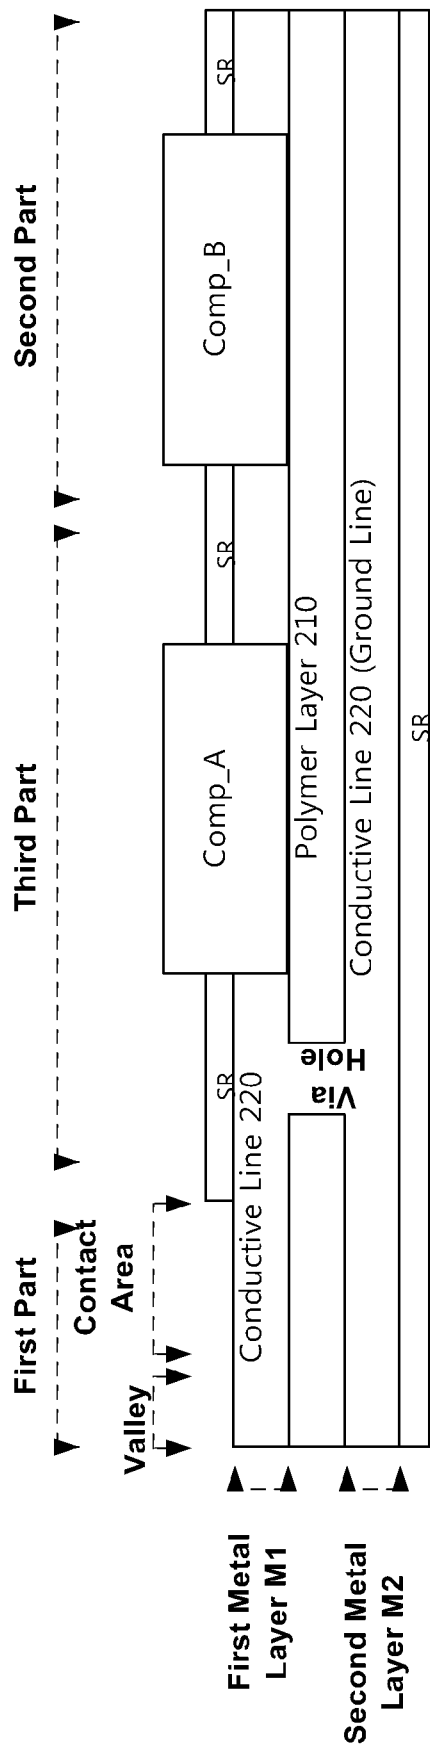 First Part
Third Part
Second Part
Valley
Contact
Area
SR
SR
SR
Comp_A
Comp_B
Conductive Line 220
Via
Hole
Polymer Layer 210
Conductive Line 220 (Ground Line)
SR
First Metal
Layer M1
Second Metal
Layer M2